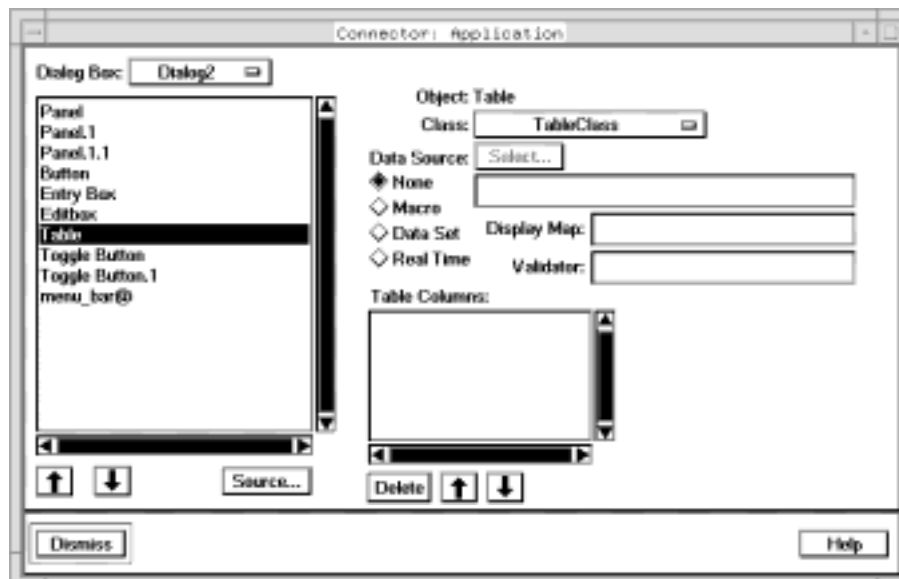 Connector: Application
Dialog Box: Dialog2
Panel
Panel.1
Panel.1.1
Button
Entry Box
Editbox
Table
Toggle Button
Toggle Button.1
menu_bar@
Source...
Object: Table
Class: TableClass
Data Source: Select...
None
Macro
Data Set
Real Time
Display Map:
Validator:
Table Columns:
Delete
Dismiss
Help